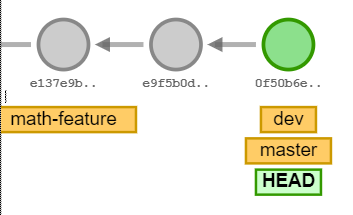 e137e9b.. e9f5b0d.. 0f50b6e..
math-feature dev
master
HEAD